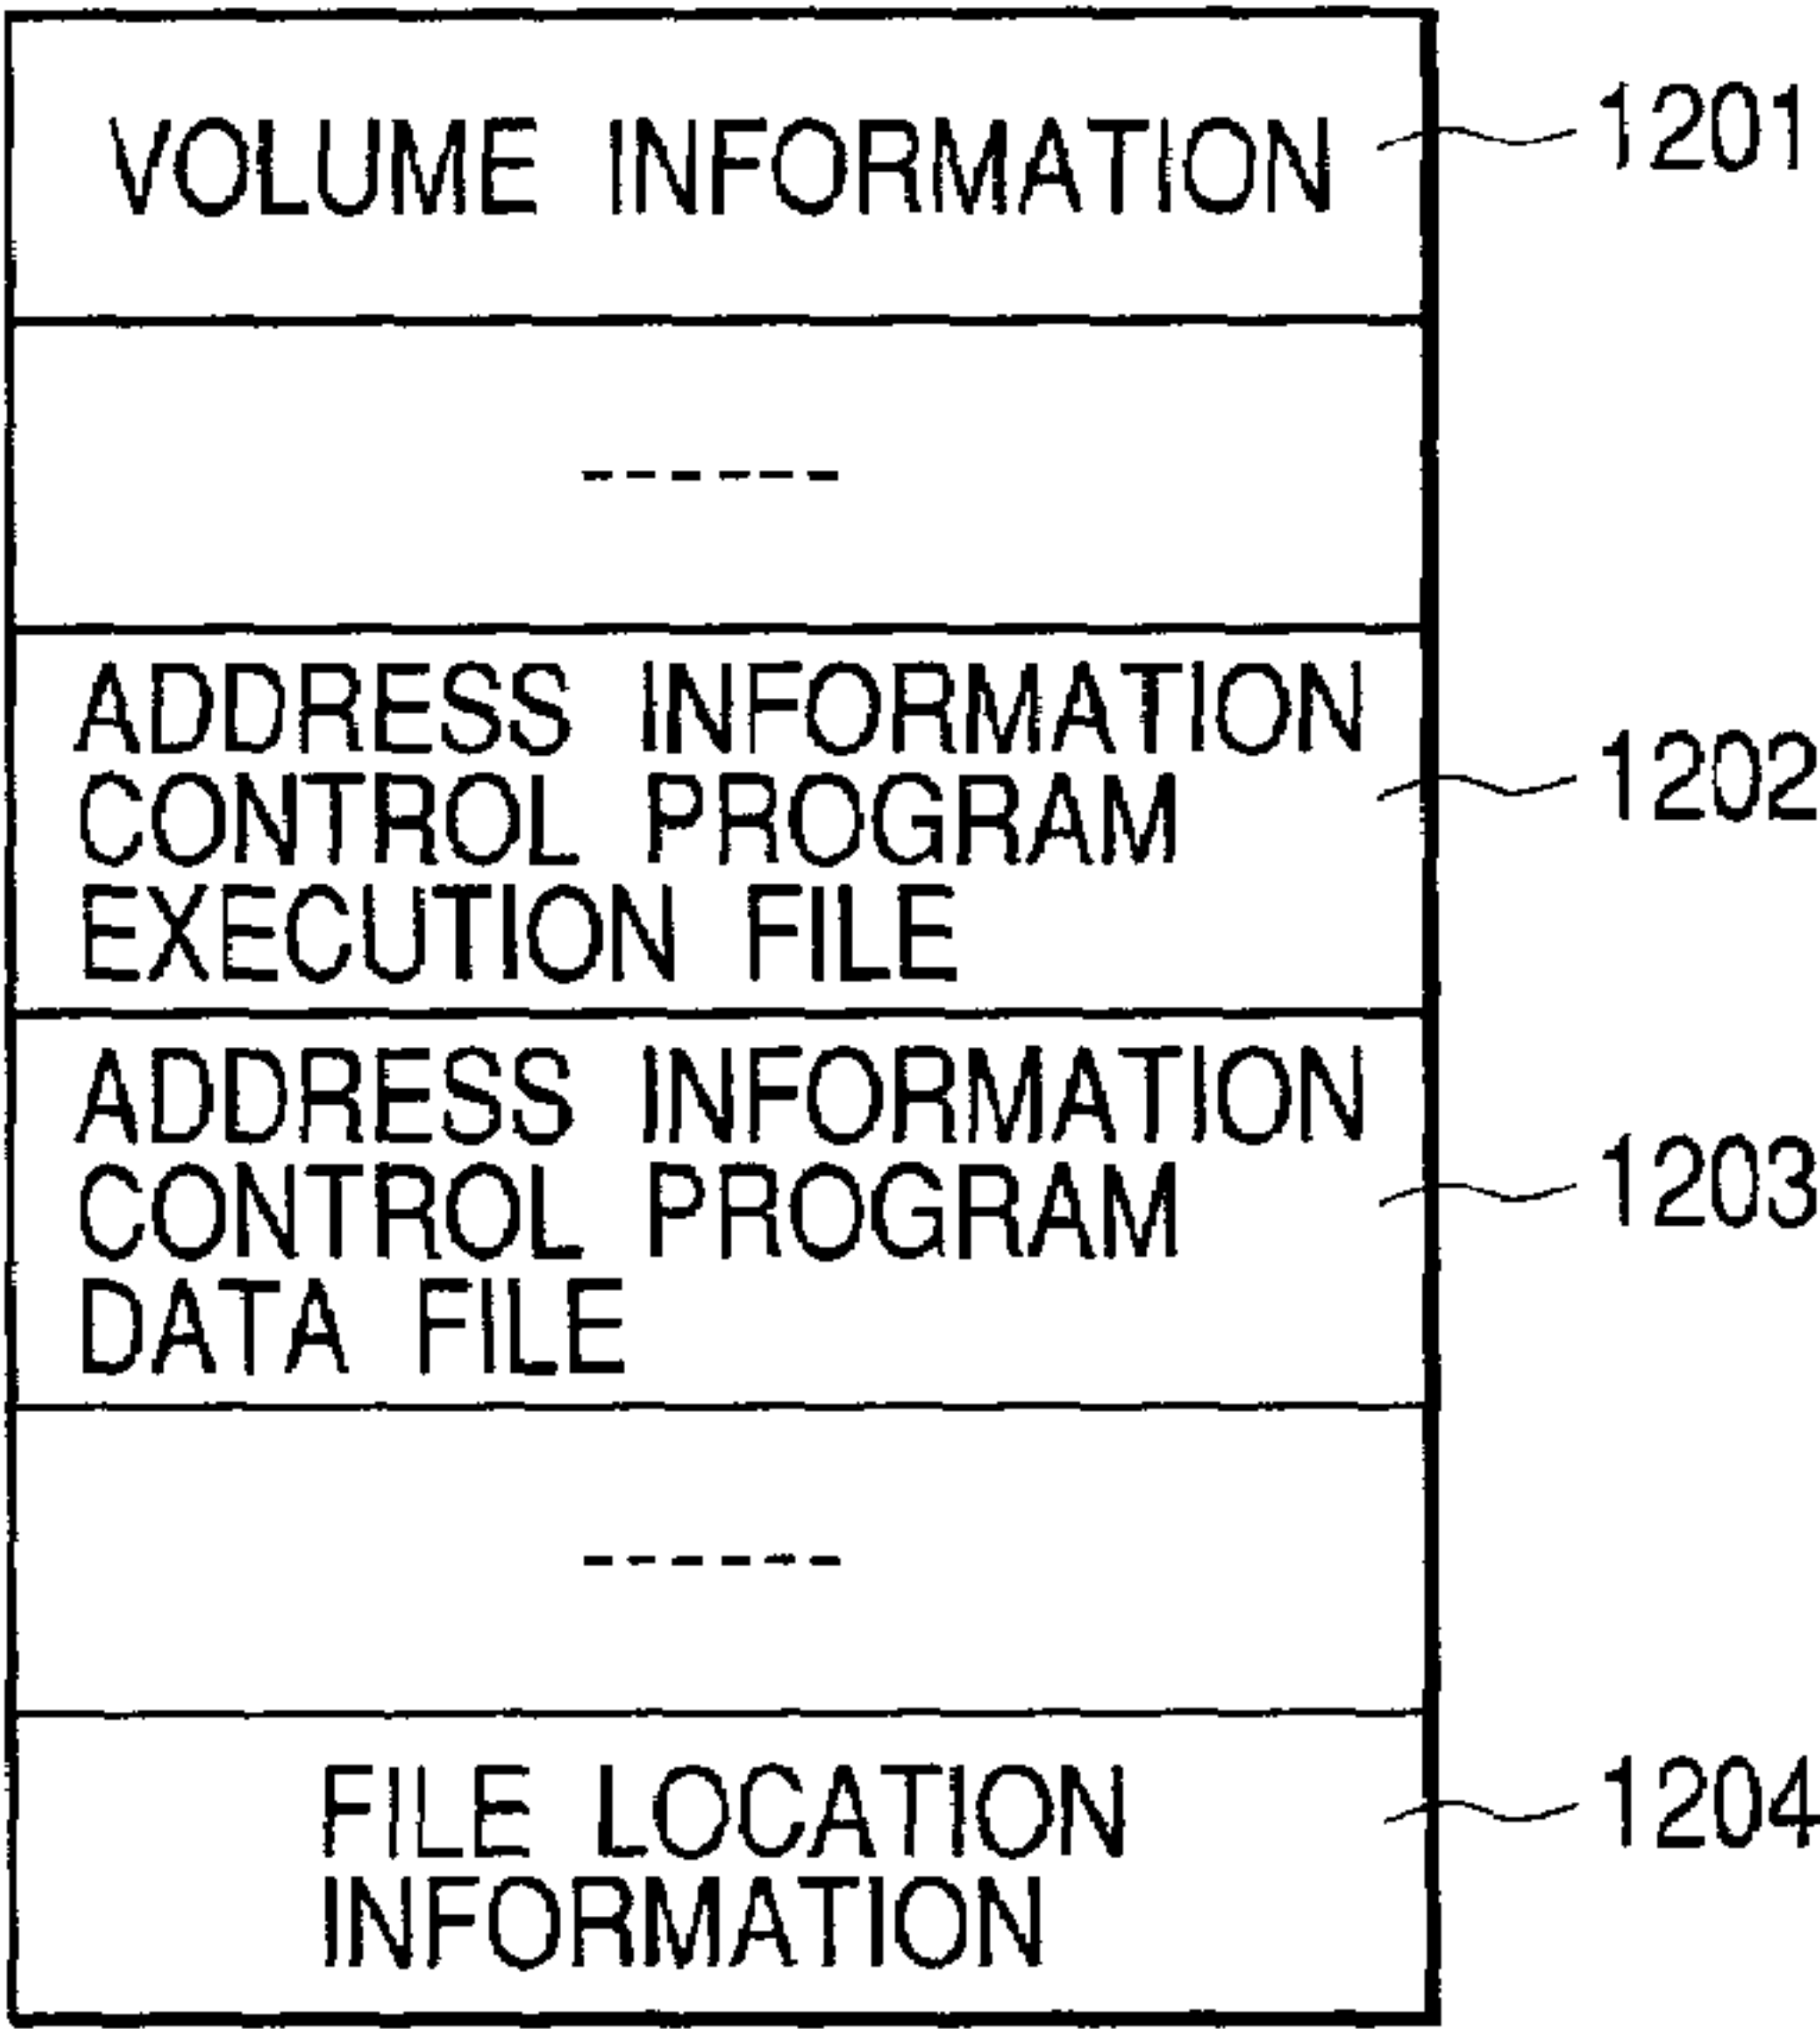 VOLUME INFORMATION
1201
------
ADDRESS INFORMATION
CONTROL PROGRAM
EXECUTION FILE
1202
ADDRESS INFORMATION
CONTROL PROGRAM
DATA FILE
1203
------
FILE LOCATION
INFORMATION
1204